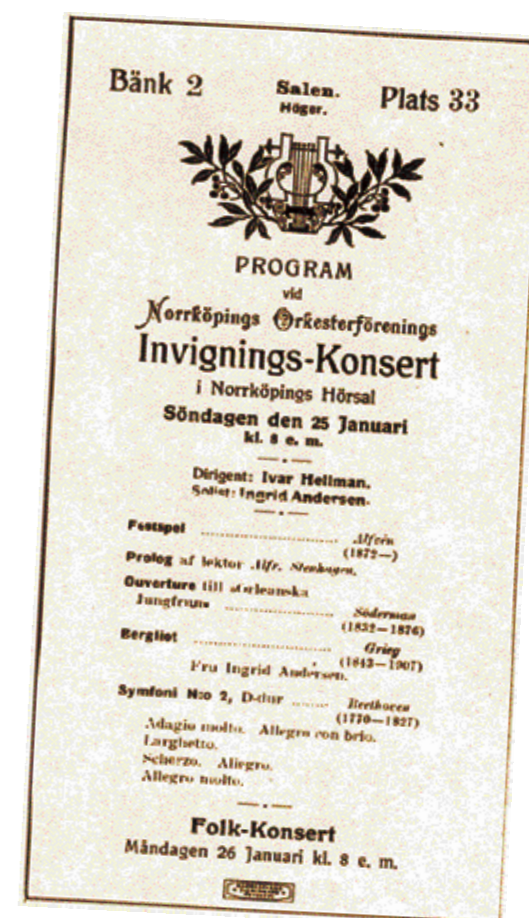 Bänk 2 Salen. Plats 33
Höger.
PROGRAM
vid
Norrköpings Orkesterförenings
Invignings-Konsert
i Norrköpings Hörsal
Söndagen den 25 Januari
kl. 8 e. m.
Dirigent: Ivar Hellman.
Solist: Ingrid Andersen.
Festspel Alfvén
(1872—)
Prolog af lektor Alfr. Stenhagen.
Ouverture till »Orleanska
Jungfrun» Söderman
(1832—1876)
Bergliot Grieg
(1843—1907)
Fru Ingrid Andersen.
Symfoni N:o 2, D-dur Beethoven
(1770—1827)
Adagio molto. Allegro con brio.
Larghetto.
Scherzo. Allegro.
Allegro molto.
Folk-Konsert
Måndagen 26 Januari kl. 8 e. m.